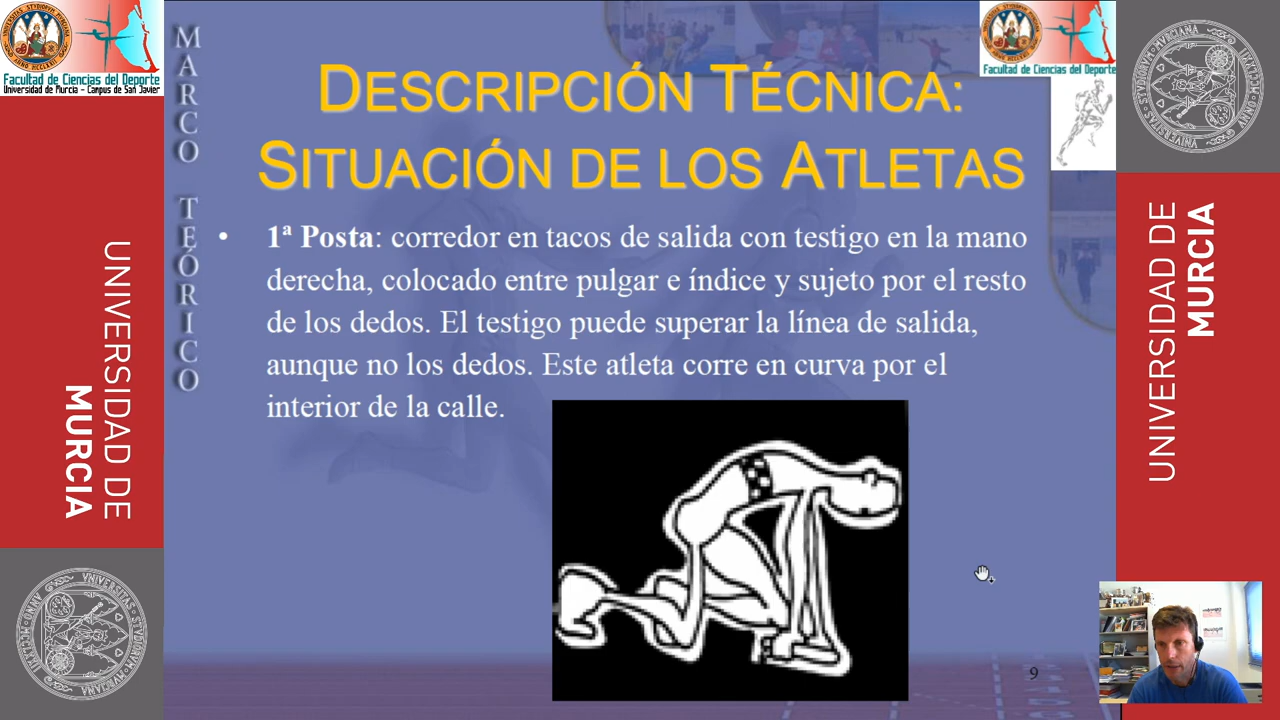 Facultad de Ciencias del Deporte
Universidad de Murcia - Campus de San Javier
UNIVERSIDAD DE
MURCIA
MARCO TEÓRICO
DESCRIPCIÓN TÉCNICA:
SITUACIÓN DE LOS ATLETAS
• 1ª Posta: corredor en tacos de salida con testigo en la mano
derecha, colocado entre pulgar e índice y sujeto por el resto
de los dedos. El testigo puede superar la línea de salida,
aunque no los dedos. Este atleta corre en curva por el
interior de la calle.
9
Facultad de Ciencias del Deporte
UNIVERSIDAD DE
MURCIA